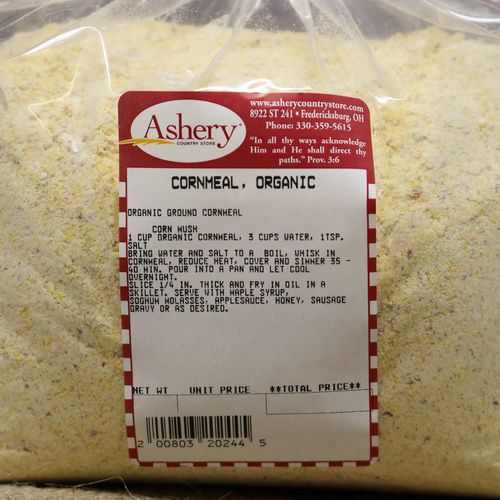 Ashery
COUNTRY STORE
www.asherycountrystore.com
8922 ST 241 • Fredericksburg, OH
Phone: 330-359-5615
"In all thy ways acknowledge
Him and He shall direct thy
paths." Prov. 3:6
CORNMEAL, ORGANIC
ORGANIC GROUND CORNMEAL
CORN MUSH
1 CUP ORGANIC CORNMEAL, 3 CUPS WATER, 1TSP.
SALT
BRING WATER AND SALT TO A BOIL, WHISK IN
CORNMEAL, REDUCE HEAT, COVER AND SIMMER 35 -
40 MIN. POUR INTO A PAN AND LET COOL
OVERNIGHT.
SLICE 1/4 IN. THICK AND FRY IN OIL IN A
SKILLET. SERVE WITH MAPLE SYRUP,
SOGHUM MOLASSES, APPLESAUCE, HONEY, SAUSAGE
GRAVY OR AS DESIRED.
NET WT UNIT PRICE **TOTAL PRICE**
2 00803 20244 5